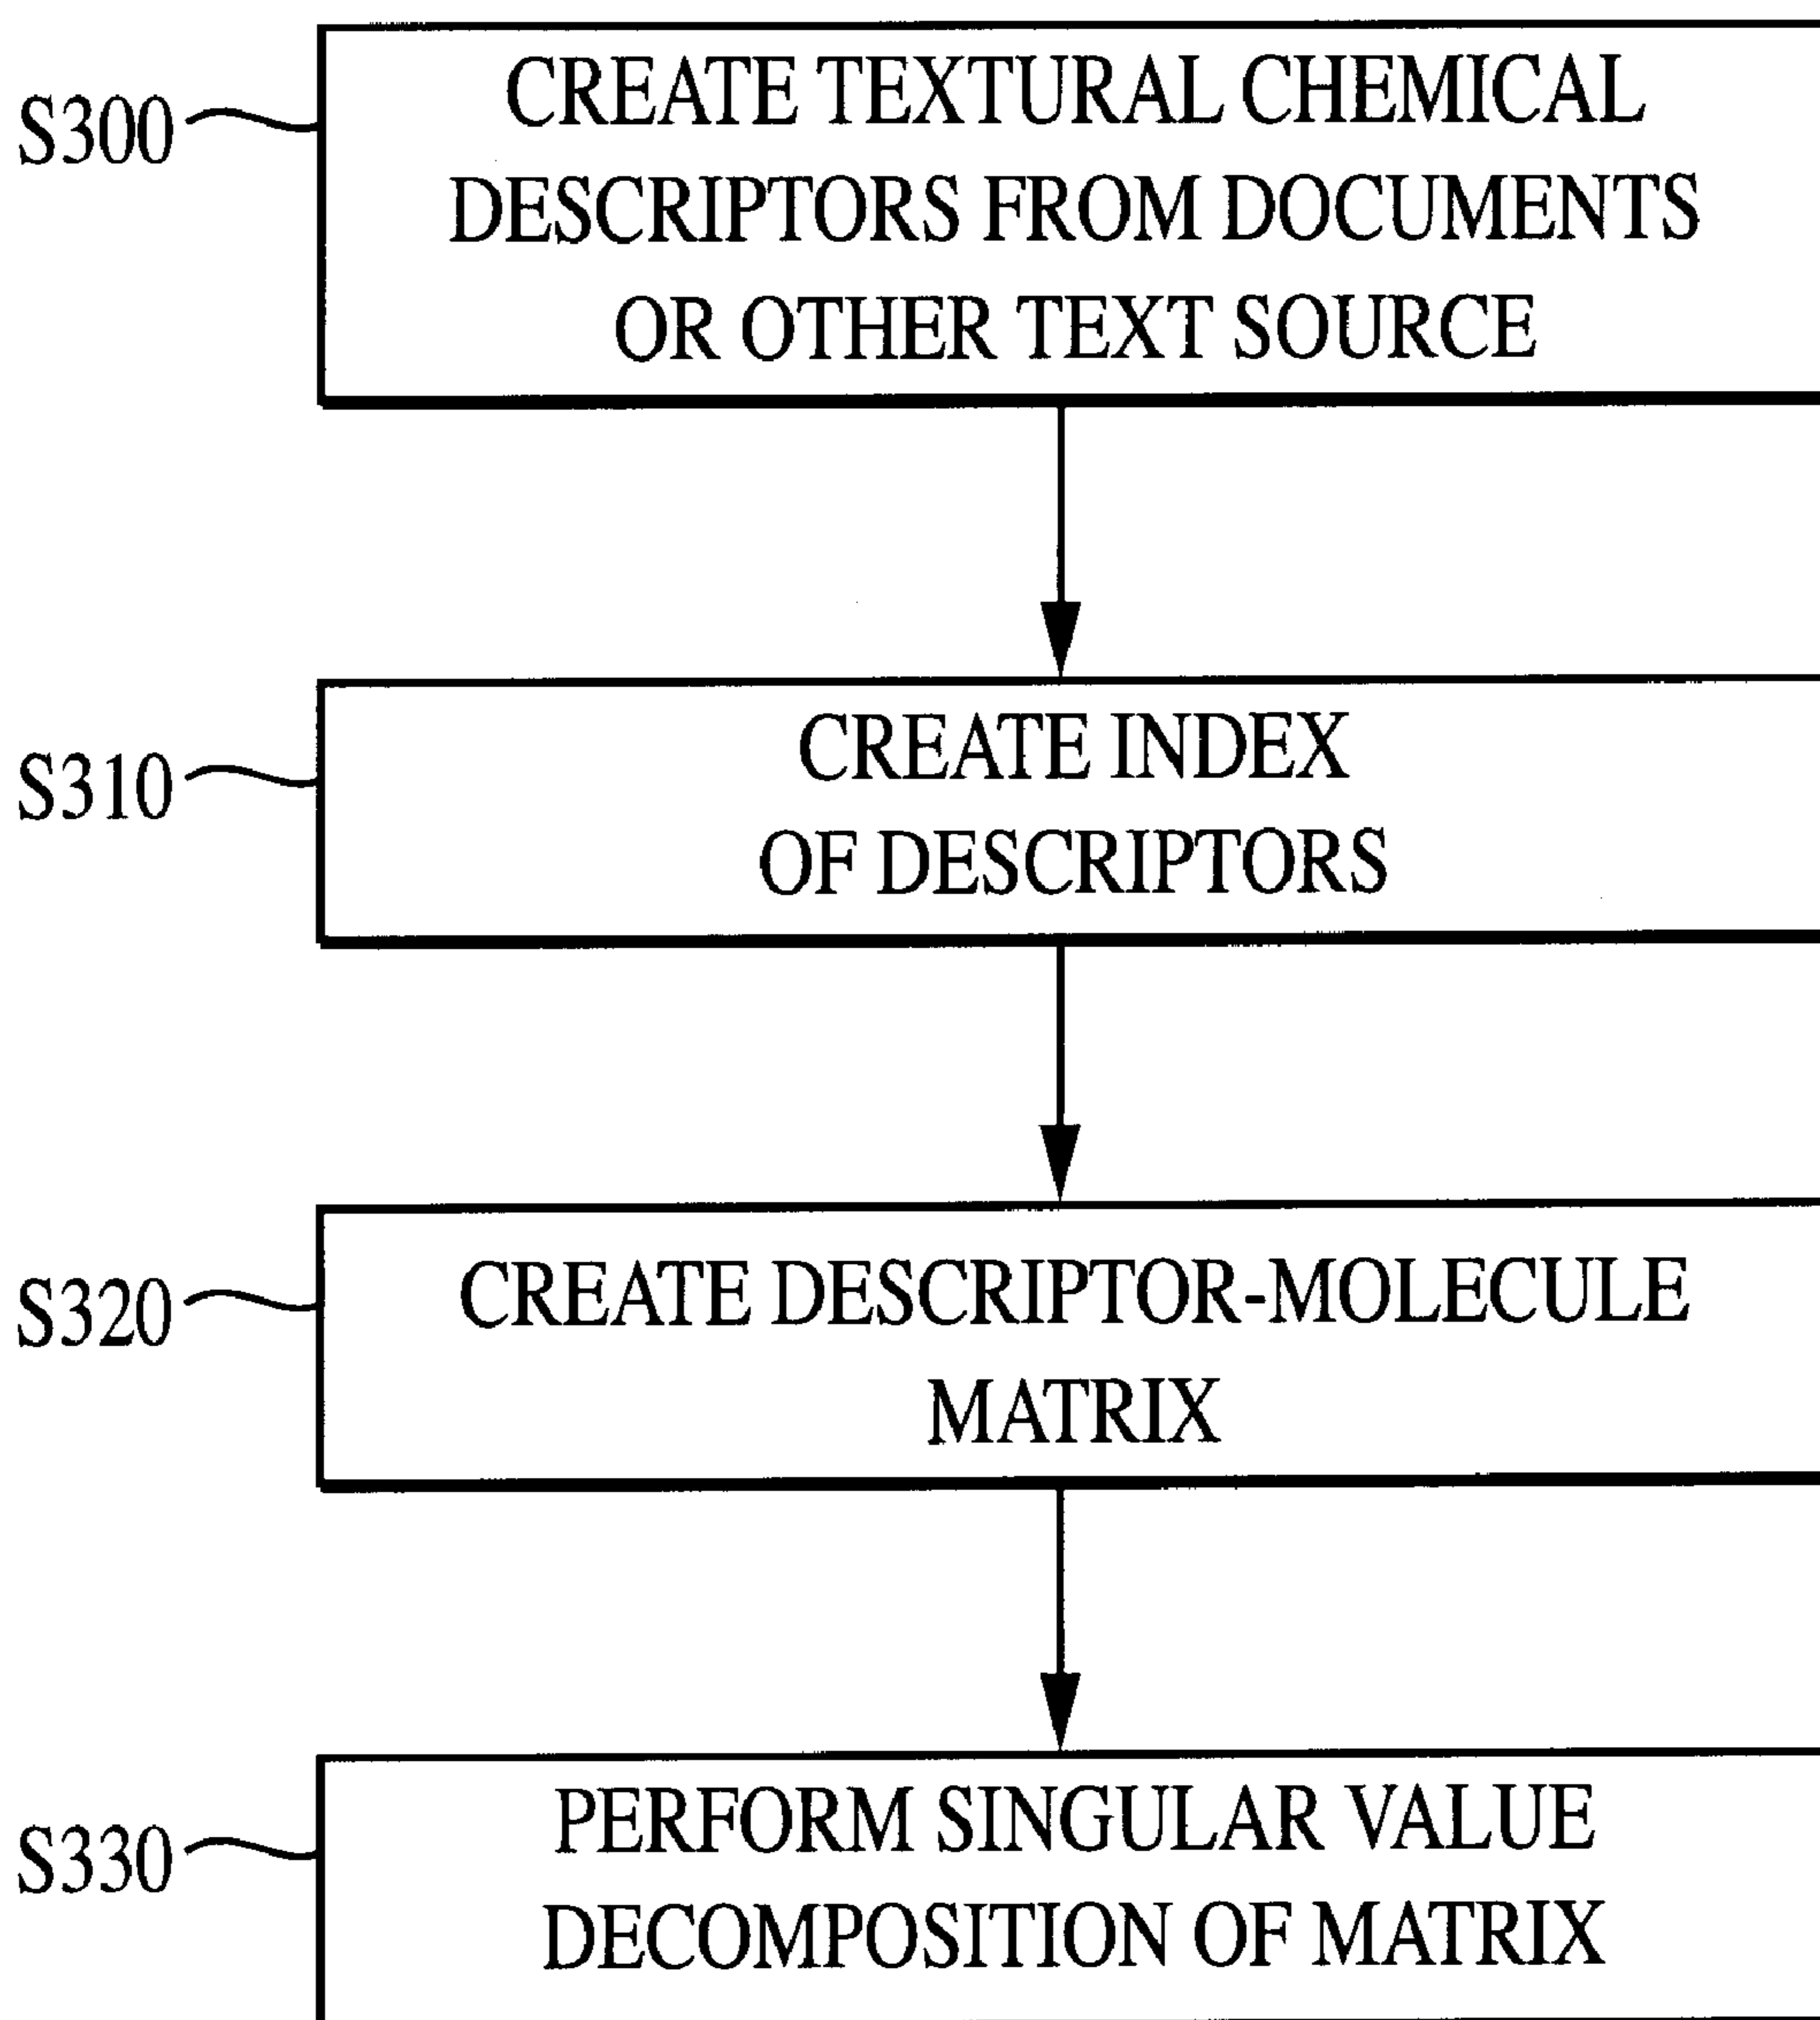 S300
CREATE TEXTURAL CHEMICAL
DESCRIPTORS FROM DOCUMENTS
OR OTHER TEXT SOURCE
S310
CREATE INDEX
OF DESCRIPTORS
S320
CREATE DESCRIPTOR-MOLECULE
MATRIX
S330
PERFORM SINGULAR VALUE
DECOMPOSITION OF MATRIX